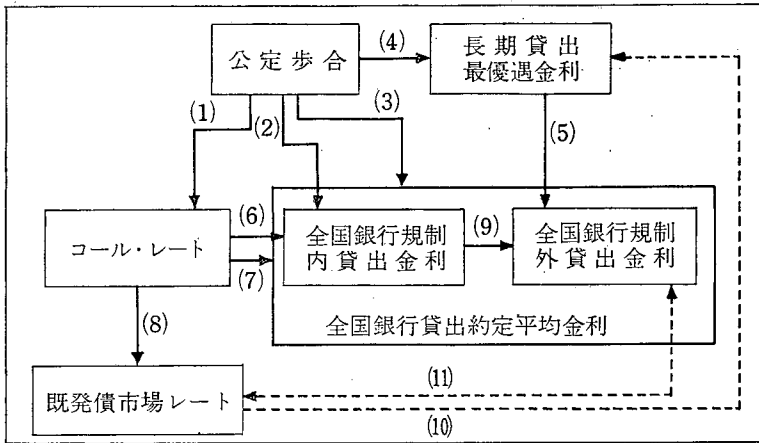 公定歩合
(4)
長期貸出
最優遇金利
(1)
(2)
(3)
(5)
コール・レート
(6)
(7)
全国銀行規制
内貸出金利
(9)
全国銀行規制
外貸出金利
全国銀行貸出約定平均金利
(8)
既発債市場レート
(11)
(10)